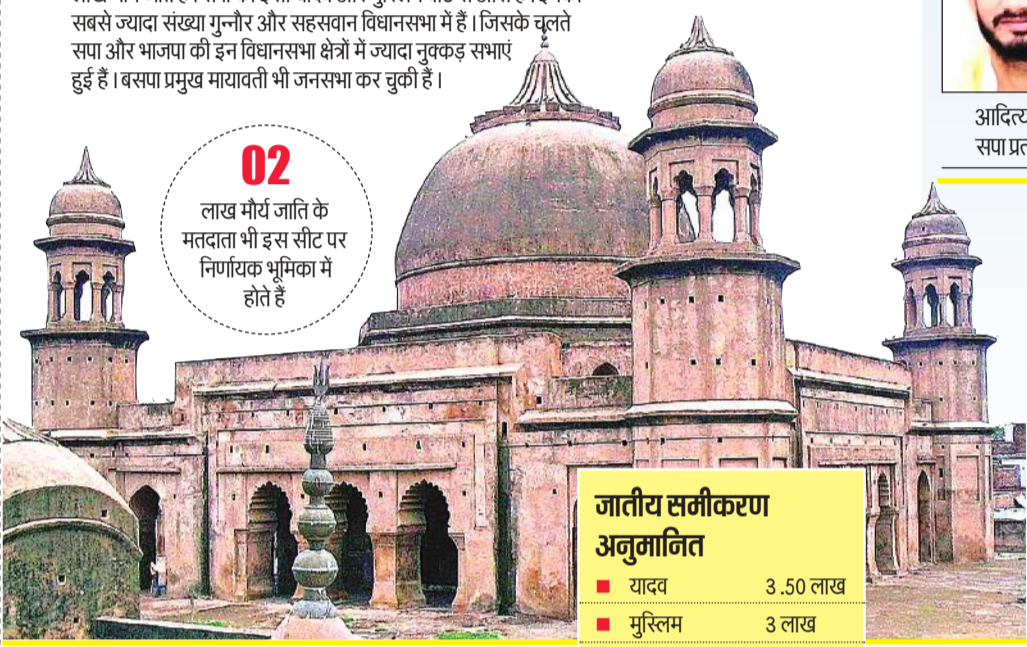 सबसे ज्यादा संख्या गुन्नौर और सहसवान विधानसभा में हैं। जिसके चलते
सपा और भाजपा की इन विधानसभा क्षेत्रों में ज्यादा नुक्कड़ सभाएं
हुई हैं। बसपा प्रमुख मायावती भी जनसभा कर चुकी हैं।
02
लाख मौर्य जाति के
मतदाता भी इस सीट पर
निर्णायक भूमिका में
होते हैं
आदित्य
सपा
जातीय समीकरण
अनुमानित
यादव 3.50 लाख
मुस्लिम 3 लाख